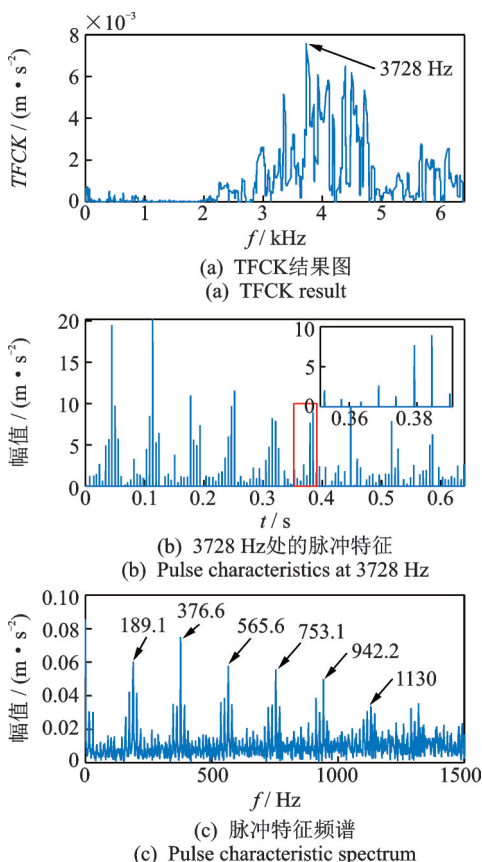 ×10⁻³
8
6
4
2
0
TFCK / (m • s⁻²)
3728 Hz
0 1 2 3 4 5 6
f / kHz
(a) TFCK结果图
(a) TFCK result
20
15
10
5
0
幅值 / (m • s⁻²)
10
5
0
0.36 0.38
0 0.1 0.2 0.3 0.4 0.5 0.6
t / s
(b) 3728 Hz处的脉冲特征
(b) Pulse characteristics at 3728 Hz
0.10
0.08
0.06
0.04
0.02
幅值 / (m • s⁻²)
189.1 376.6 565.6 753.1 942.2 1130
0 500 1000 1500
f / Hz
(c) 脉冲特征频谱
(c) Pulse characteristic spectrum